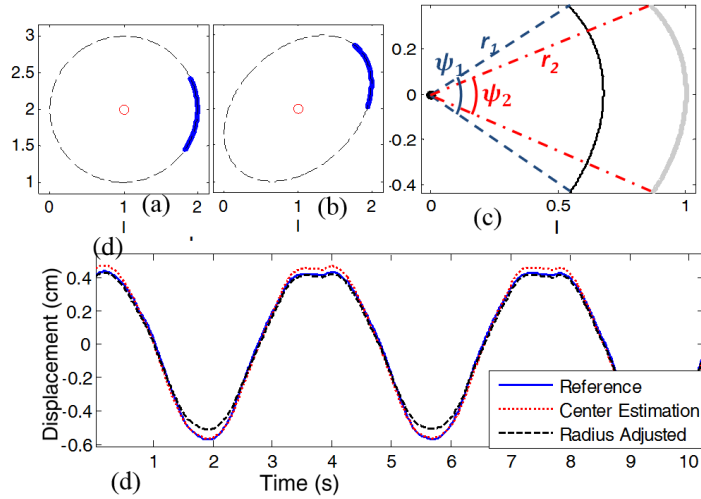 3
2.5
2
1.5
1
0 1 2
(a)
0 1 2
(b)
r1
r2
ψ1
ψ2
0.2
0
-0.2
-0.4
0 0.5 1
(c)
(d)
Displacement (cm)
0.4
0.2
0
-0.2
-0.4
-0.6
1 2 3 4 5 6 7 8 9 10
Time (s)
(d)
Reference
Center Estimation
Radius Adjusted